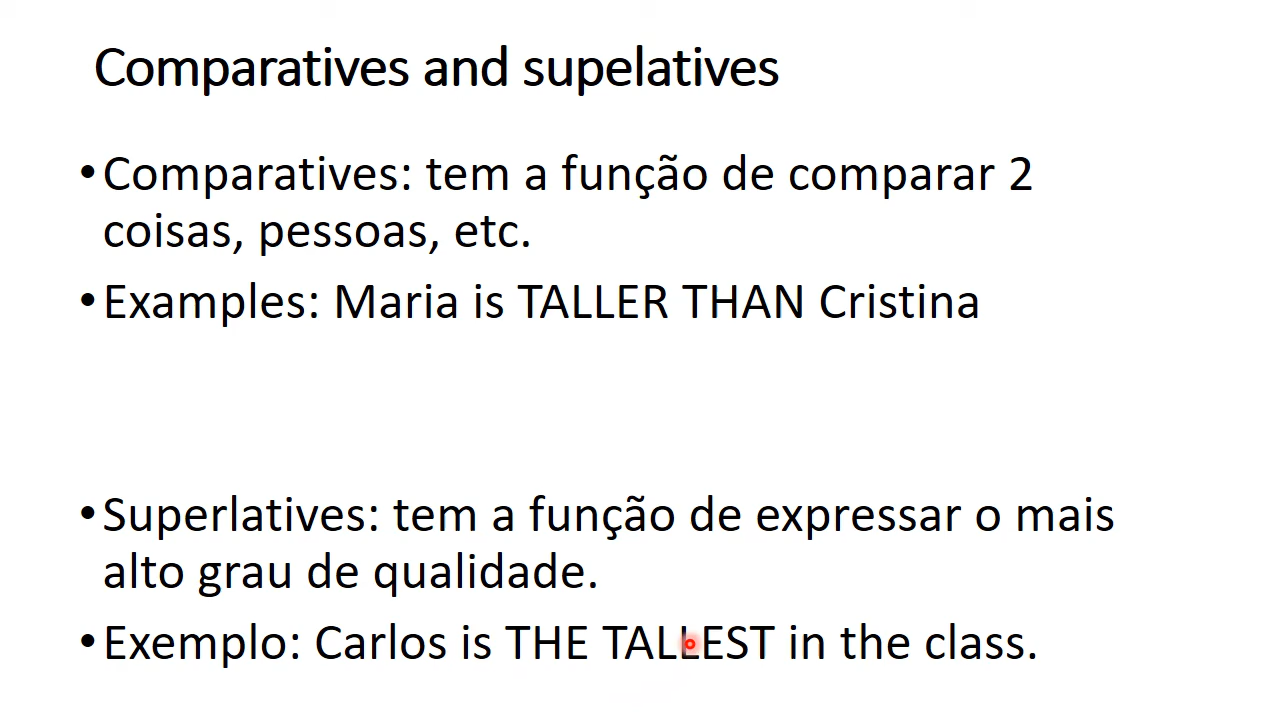 Comparatives and supelatives
•Comparatives: tem a função de comparar 2
coisas, pessoas, etc.
•Examples: Maria is TALLER THAN Cristina
•Superlatives: tem a função de expressar o mais
alto grau de qualidade.
•Exemplo: Carlos is THE TALLEST in the class.